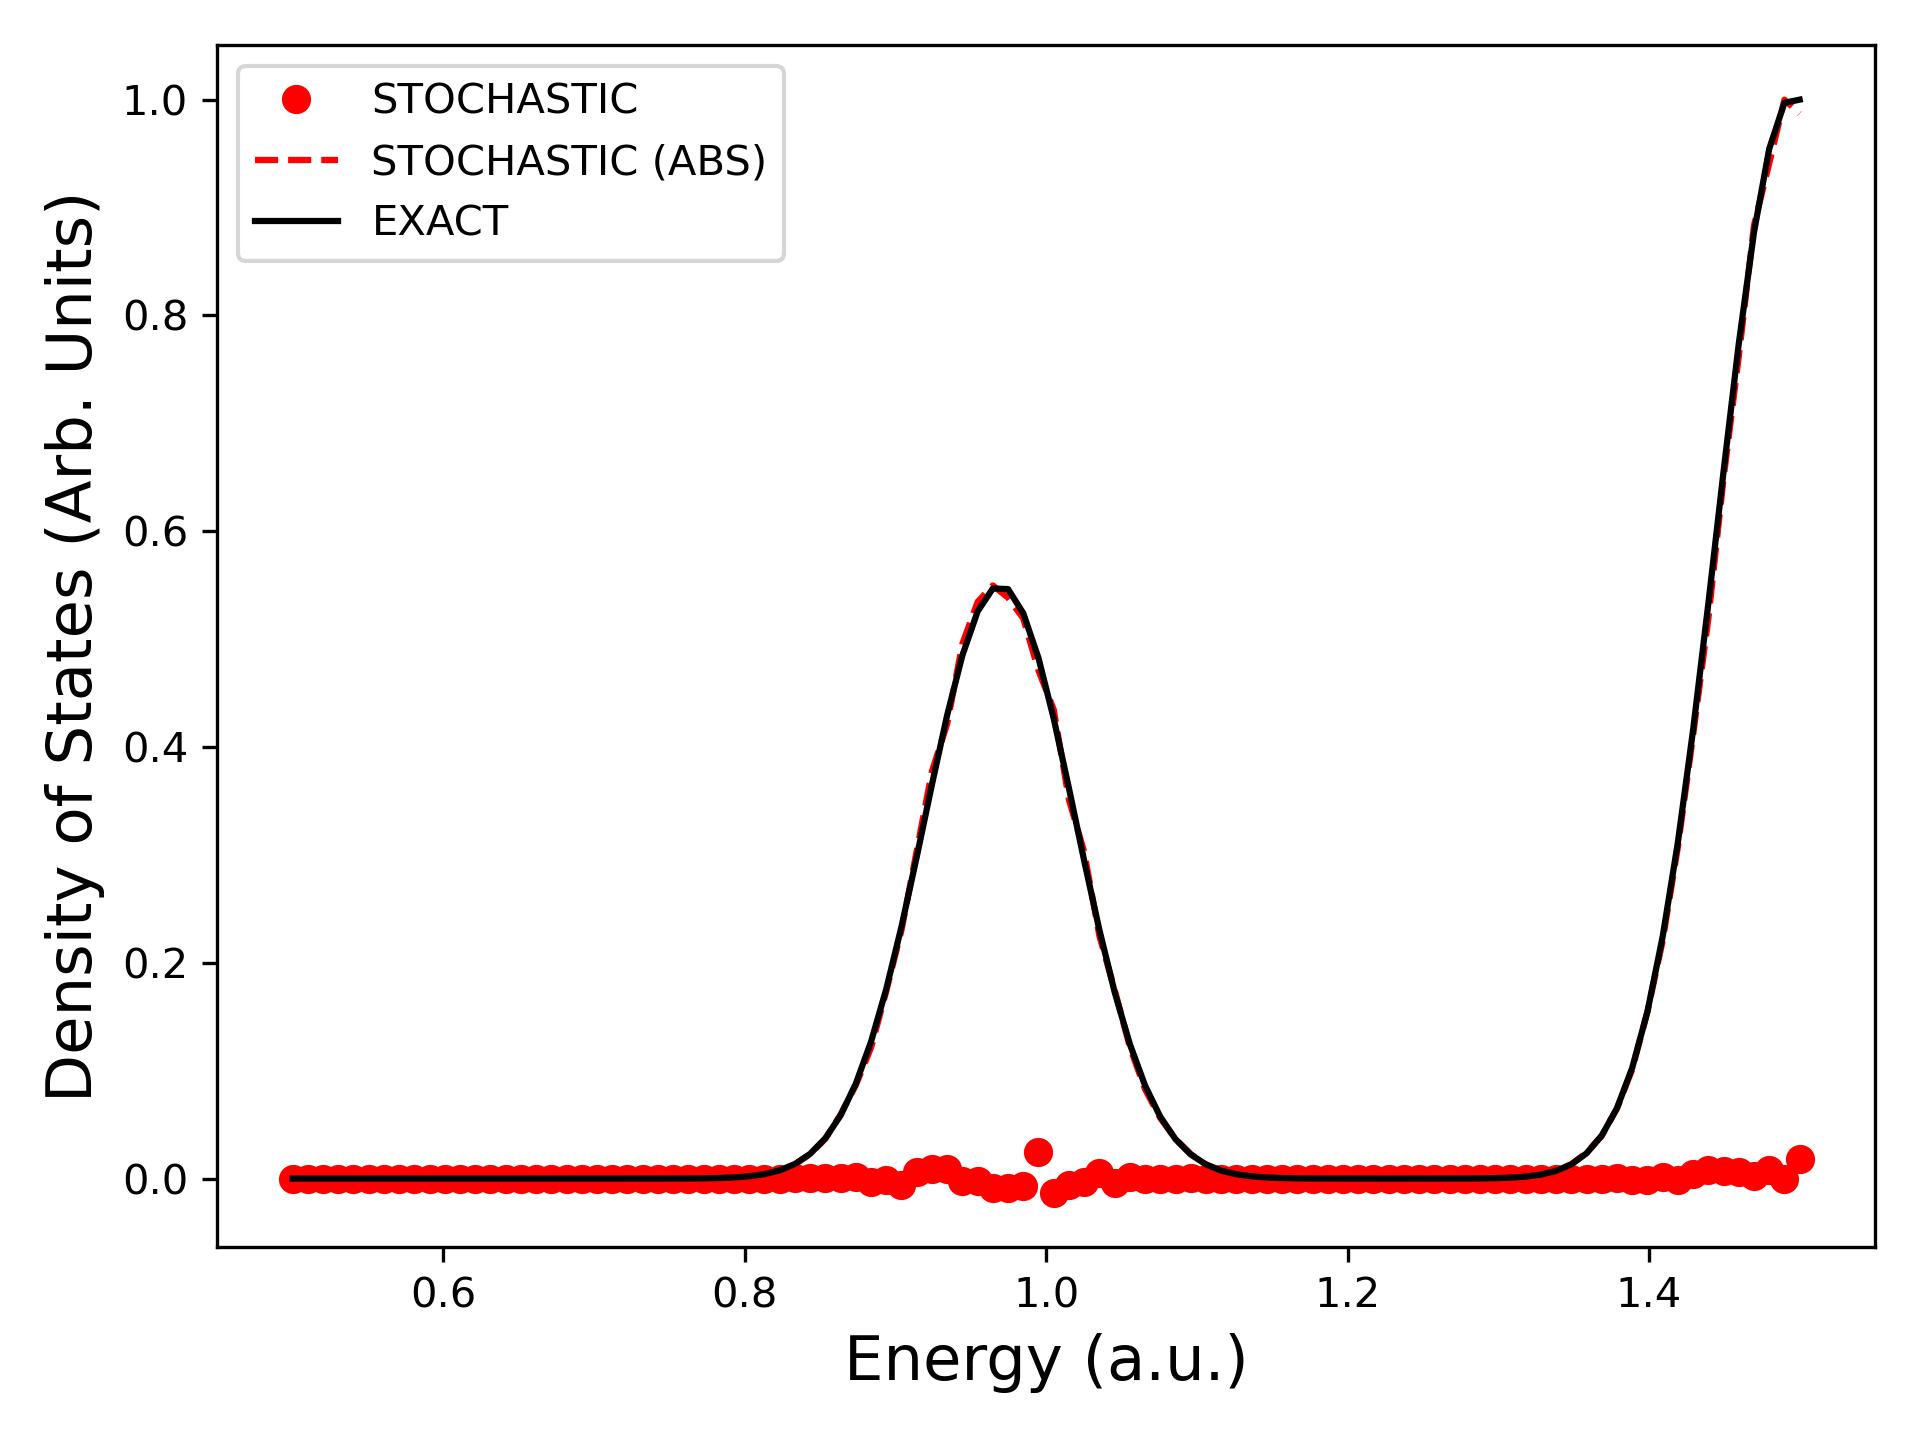 STOCHASTIC
STOCHASTIC (ABS)
EXACT
Density of States (Arb. Units)
1.0
0.8
0.6
0.4
0.2
0.0
0.6 0.8 1.0 1.2 1.4
Energy (a.u.)